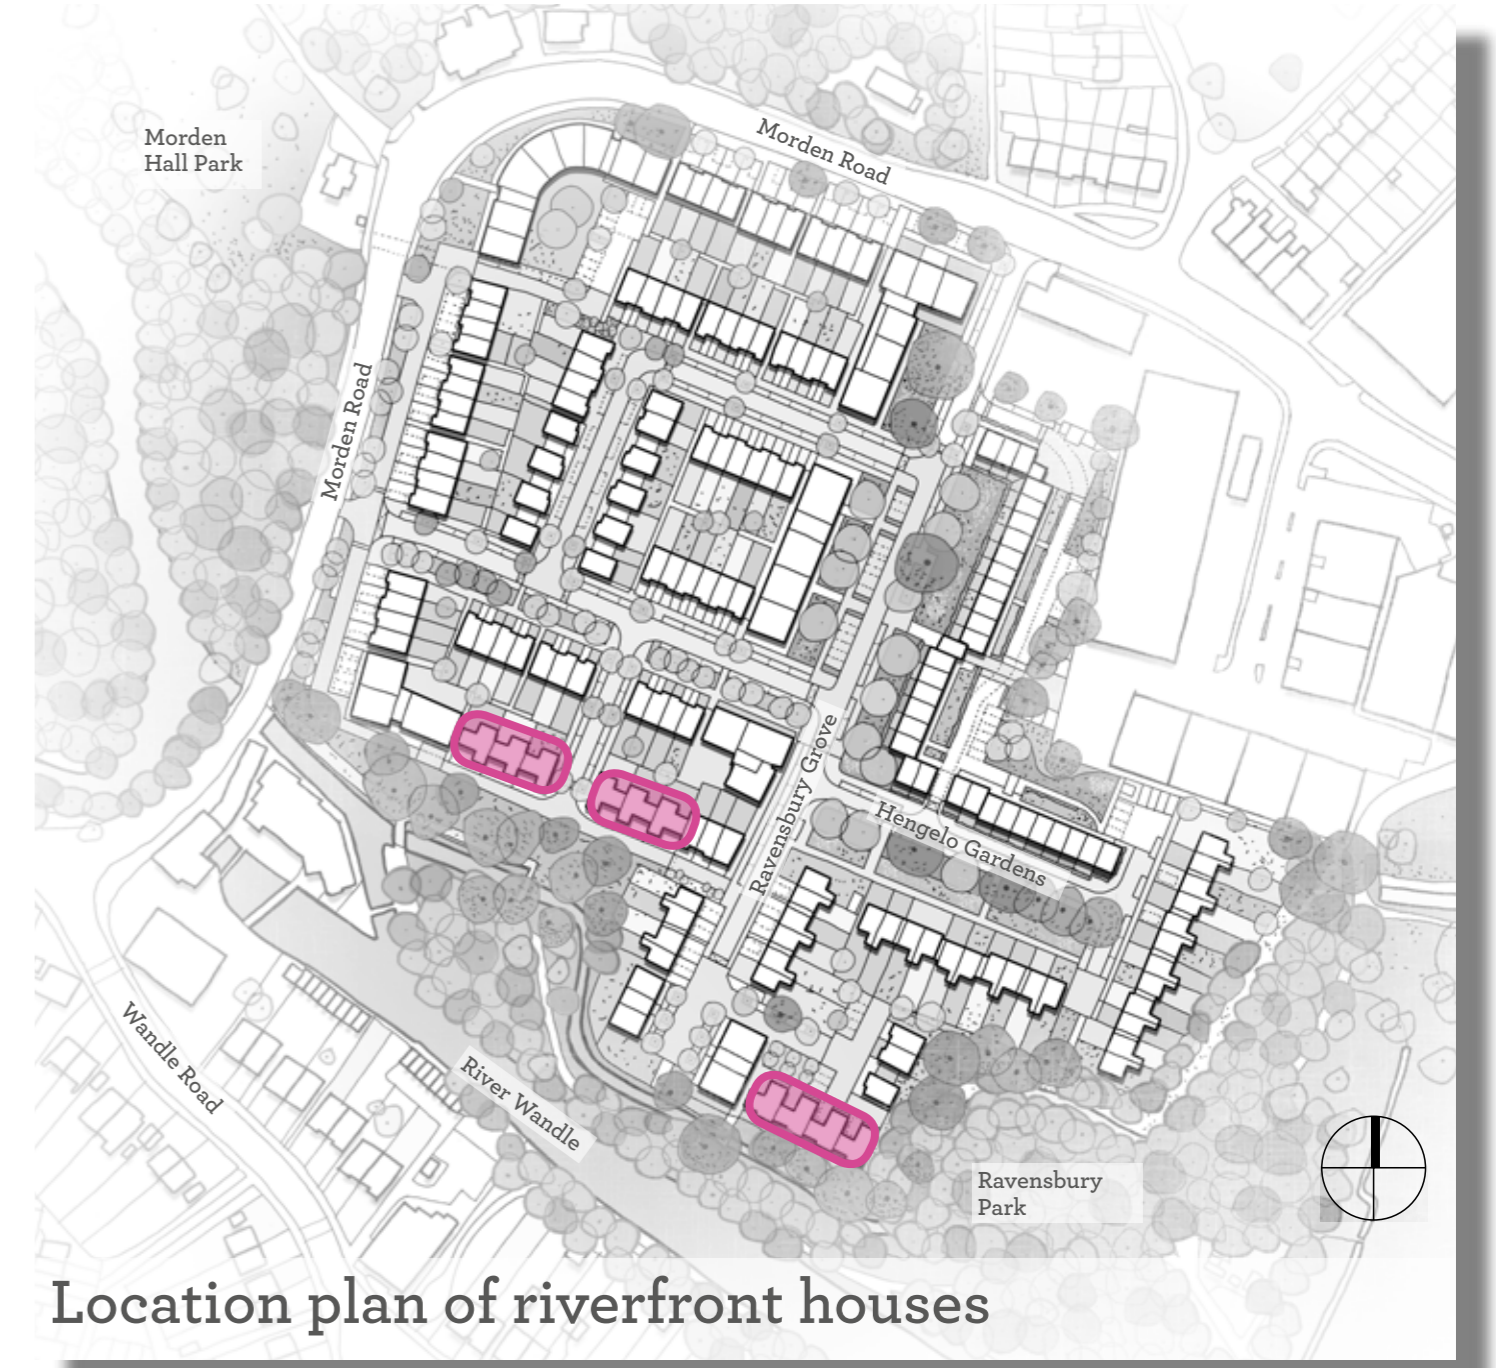 Morden
Hall Park
Morden Road
Morden Road
Ravensbury Grove
Hengelo Gardens
Wandle Road
River Wandle
Ravensbury
Park
Location plan of riverfront houses